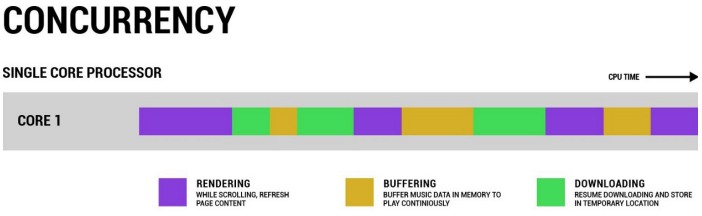 CONCURRENCY
SINGLE CORE PROCESSOR
CPU TIME
CORE 1
RENDERING
WHILE SCROLLING, REFRESH
PAGE CONTENT
BUFFERING
BUFFER MUSIC DATA IN MEMORY TO
PLAY CONTINIOUSLY
DOWNLOADING
RESUME DOWNLOADING AND STORE
IN TEMPORARY LOCATION